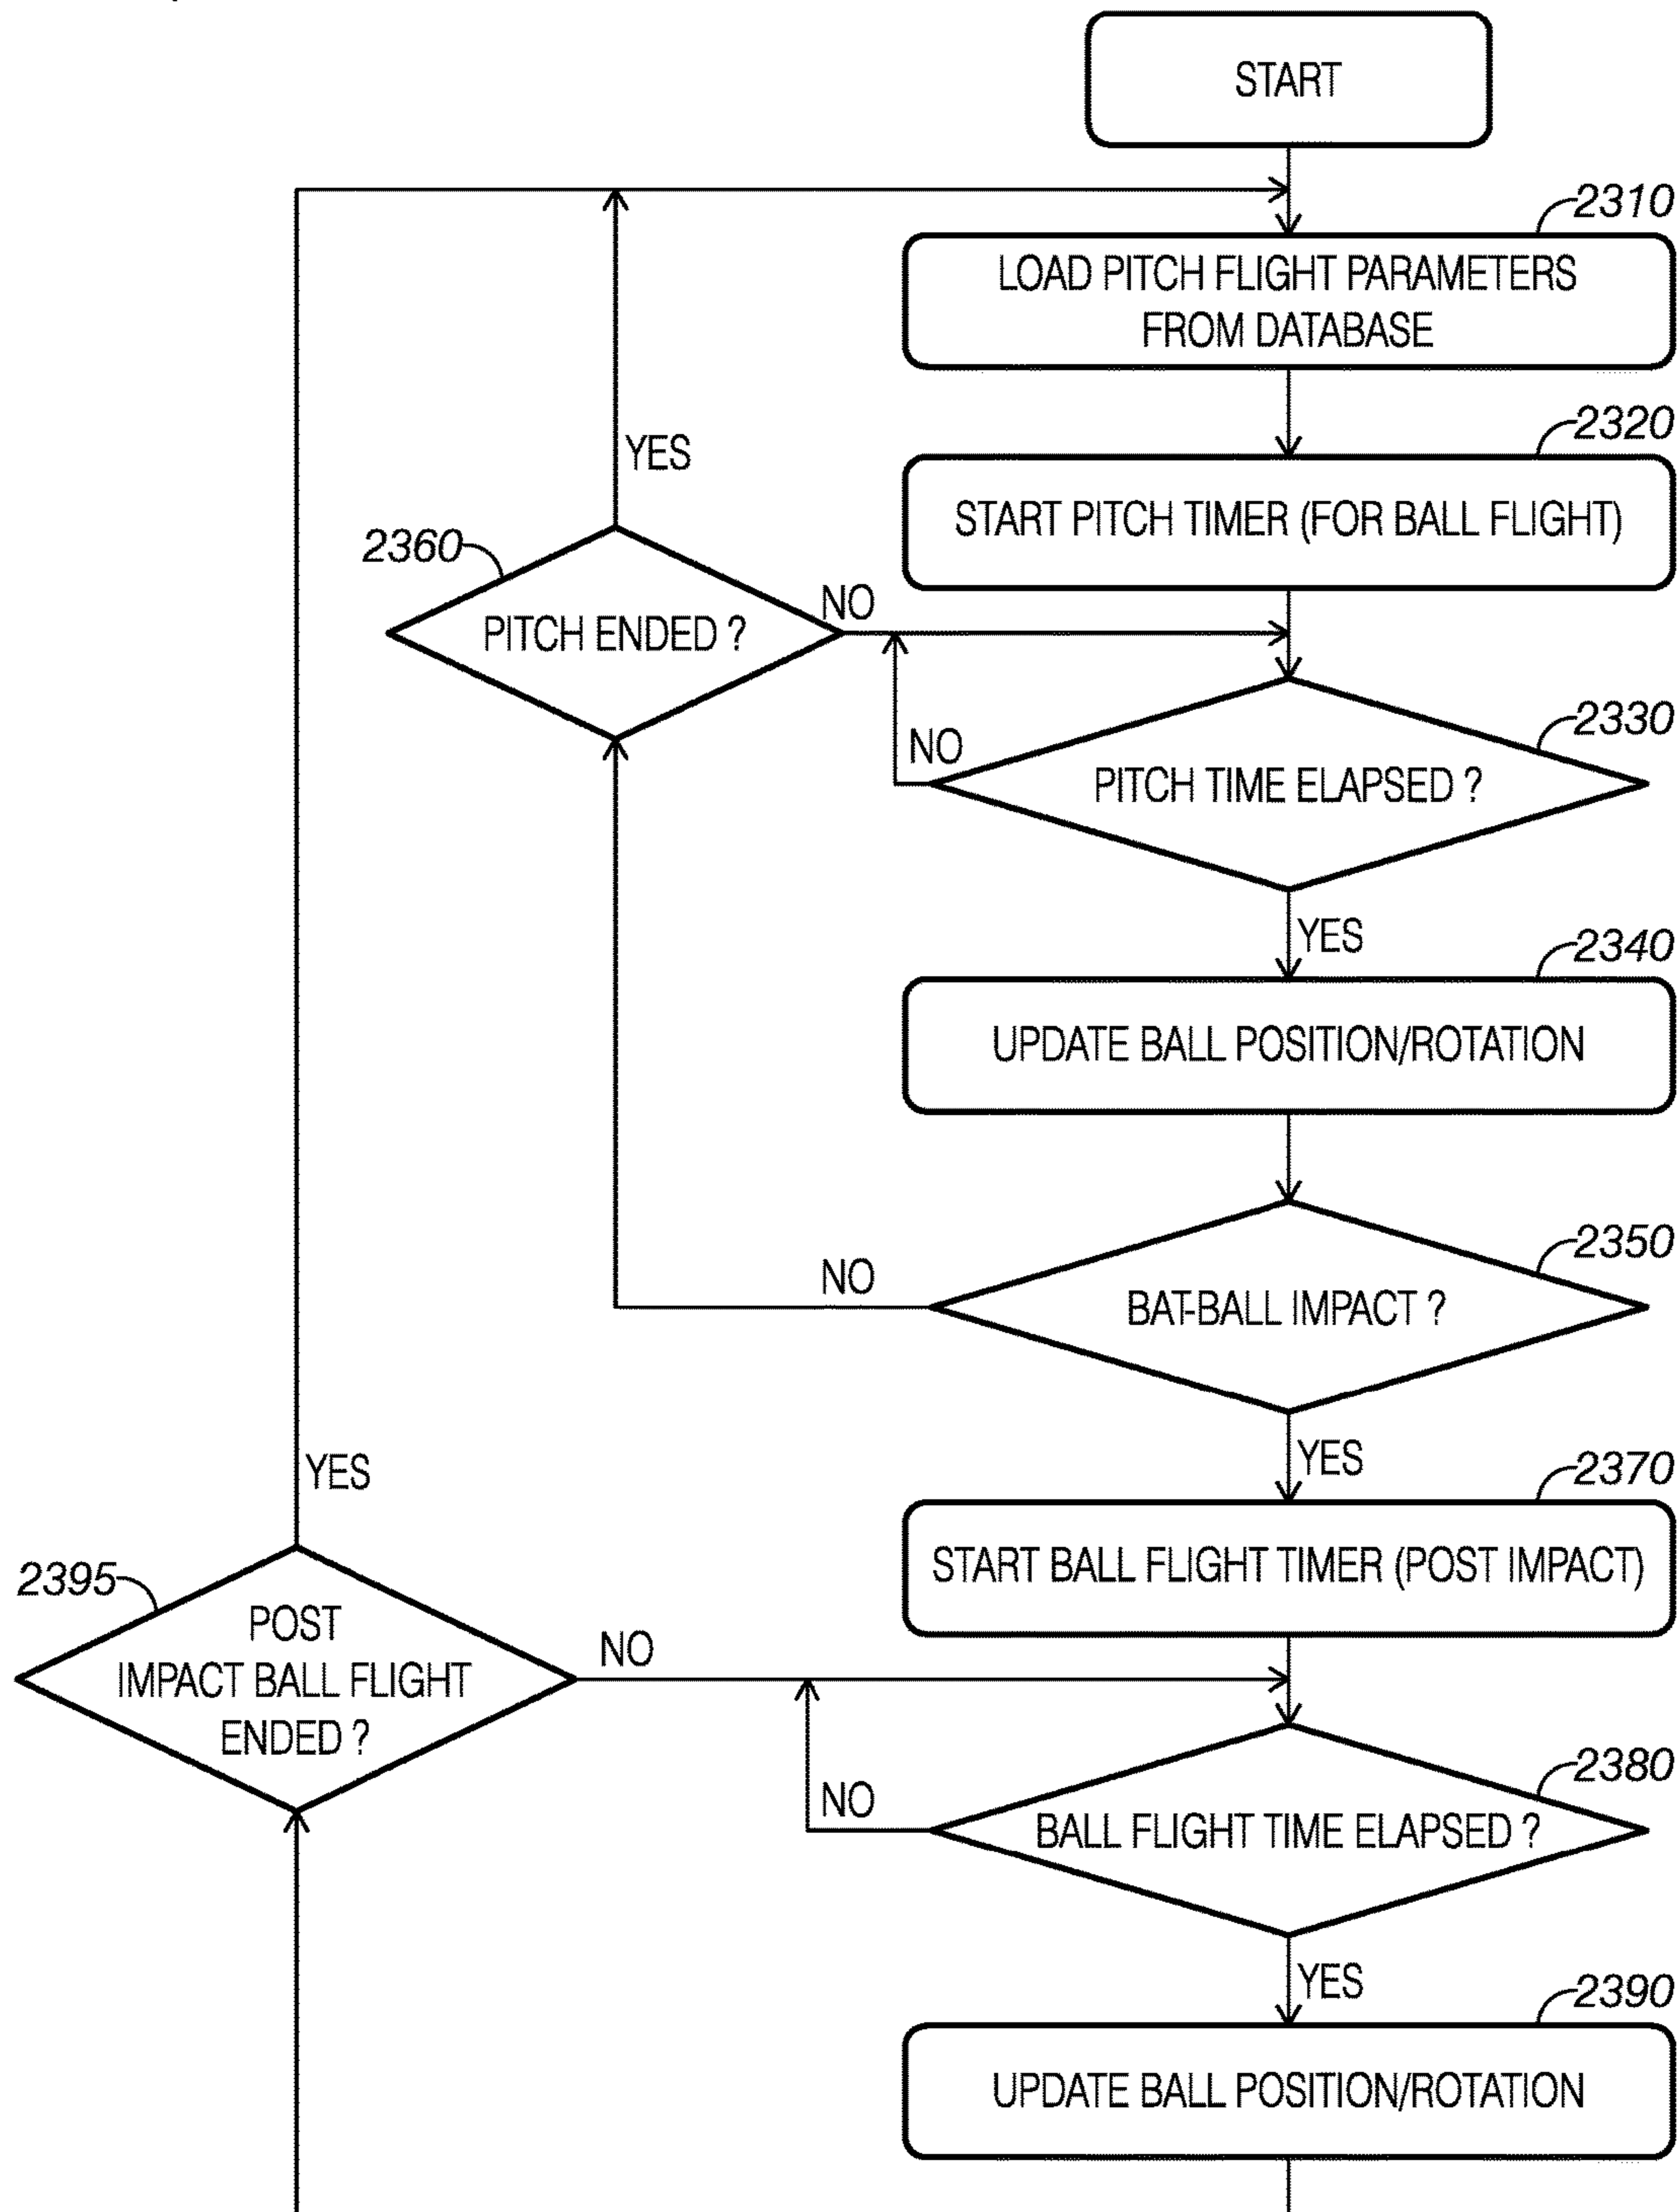 START
2310
LOAD PITCH FLIGHT PARAMETERS
FROM DATABASE
2320
START PITCH TIMER (FOR BALL FLIGHT)
YES
2360
PITCH ENDED ?
NO
2330
NO
PITCH TIME ELAPSED ?
YES
2340
UPDATE BALL POSITION/ROTATION
2350
NO
BAT-BALL IMPACT ?
YES
YES
2370
START BALL FLIGHT TIMER (POST IMPACT)
2395
POST
IMPACT BALL FLIGHT
ENDED ?
NO
2380
NO
BALL FLIGHT TIME ELAPSED ?
YES
2390
UPDATE BALL POSITION/ROTATION